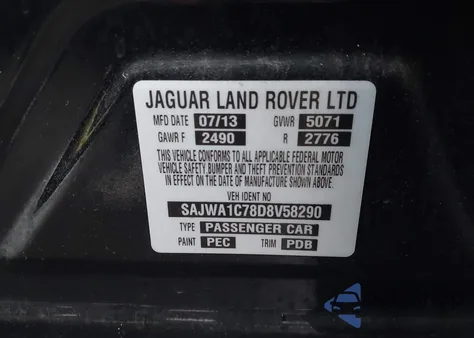 JAGUAR LAND ROVER LTD
MFD DATE 07/13 GVWR 5071
GAWR F 2490 R 2776
THIS VEHICLE CONFORMS TO ALL APPLICABLE FEDERAL MOTOR
VEHICLE SAFETY,BUMPER AND THEFT PREVENTION STANDARDS
IN EFFECT ON THE DATE OF MANUFACTURE SHOWN ABOVE.
VEH IDENT NO
SAJWA1C78D8V58290
TYPE PASSENGER CAR
PAINT PEC TRIM PDB